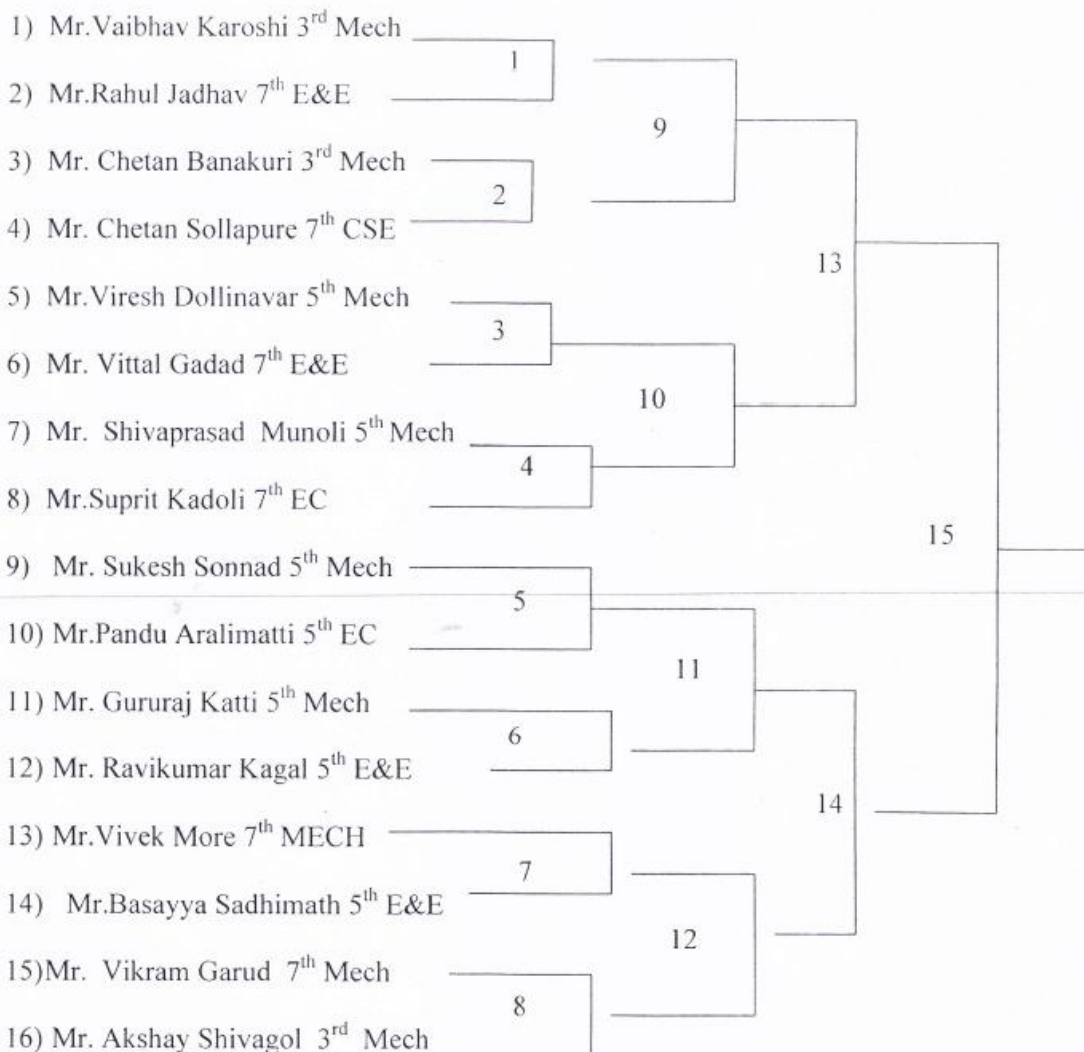 1) Mr.Vaibhav Karoshi 3rd Mech
1
2) Mr.Rahul Jadhav 7th E&E
9
3) Mr. Chetan Banakuri 3rd Mech
2
4) Mr. Chetan Sollapure 7th CSE
13
5) Mr.Viresh Dollinavar 5th Mech
3
6) Mr. Vittal Gadad 7th E&E
10
7) Mr. Shivaprasad Munoli 5th Mech
4
8) Mr.Suprit Kadoli 7th EC
15
9) Mr. Sukesh Sonnad 5th Mech
5
10) Mr.Pandu Aralimatti 5th EC
11
11) Mr. Gururaj Katti 5th Mech
6
12) Mr. Ravikumar Kagal 5th E&E
14
13) Mr.Vivek More 7th MECH
7
14) Mr.Basayya Sadhimath 5th E&E
12
15)Mr. Vikram Garud 7th Mech
8
16) Mr. Akshay Shivagol 3rd Mech